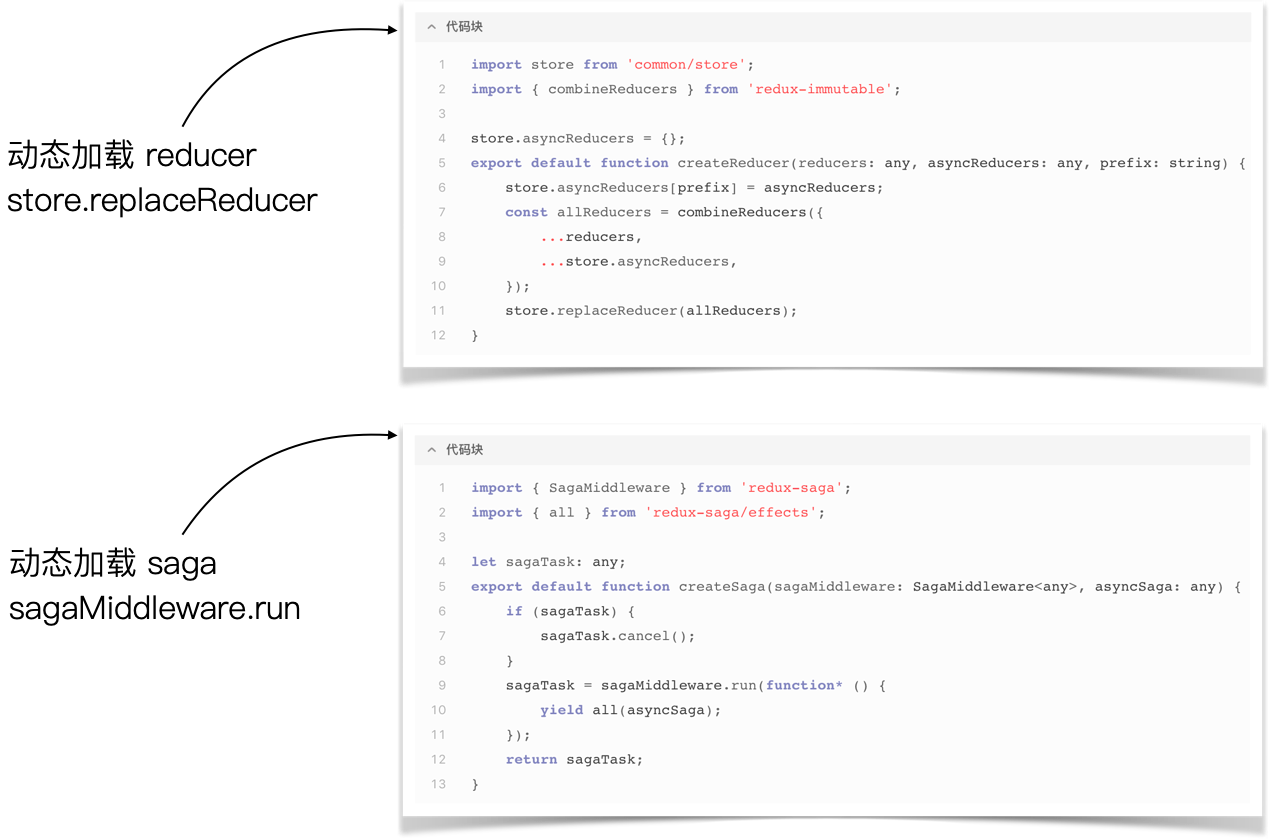 动态加载 reducer
store.replaceReducer
代码块
1 import store from 'common/store';
2 import { combineReducers } from 'redux-immutable';
3
4 store.asyncReducers = {};
5 export default function createReducer(reducers: any, asyncReducers: any, prefix: string) {
6     store.asyncReducers[prefix] = asyncReducers;
7     const allReducers = combineReducers({
8         ...reducers,
9         ...store.asyncReducers,
10     });
11     store.replaceReducer(allReducers);
12 }
动态加载 saga
sagaMiddleware.run
代码块
1 import { SagaMiddleware } from 'redux-saga';
2 import { all } from 'redux-saga/effects';
3
4 let sagaTask: any;
5 export default function createSaga(sagaMiddleware: SagaMiddleware<any>, asyncSaga: any) {
6     if (sagaTask) {
7         sagaTask.cancel();
8     }
9     sagaTask = sagaMiddleware.run(function* () {
10         yield all(asyncSaga);
11     });
12     return sagaTask;
13 }